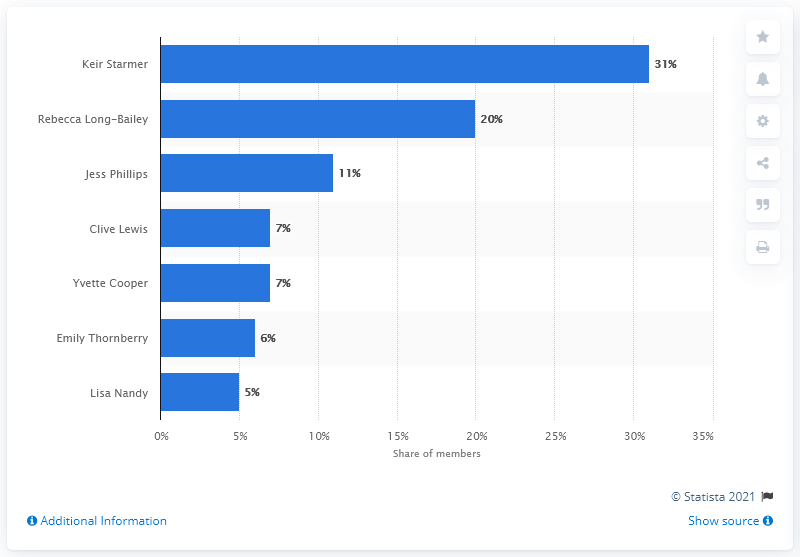 Keir Starmer 31%
Rebecca Long-Bailey 20%
Jess Phillips 11%
Clive Lewis 7%
Yvette Cooper 7%
Emily Thornberry 6%
Lisa Nandy 5%
0% 5% 10% 15% 20% 25% 30% 35%
Share of members
© Statista 2021
Additional Information Show source